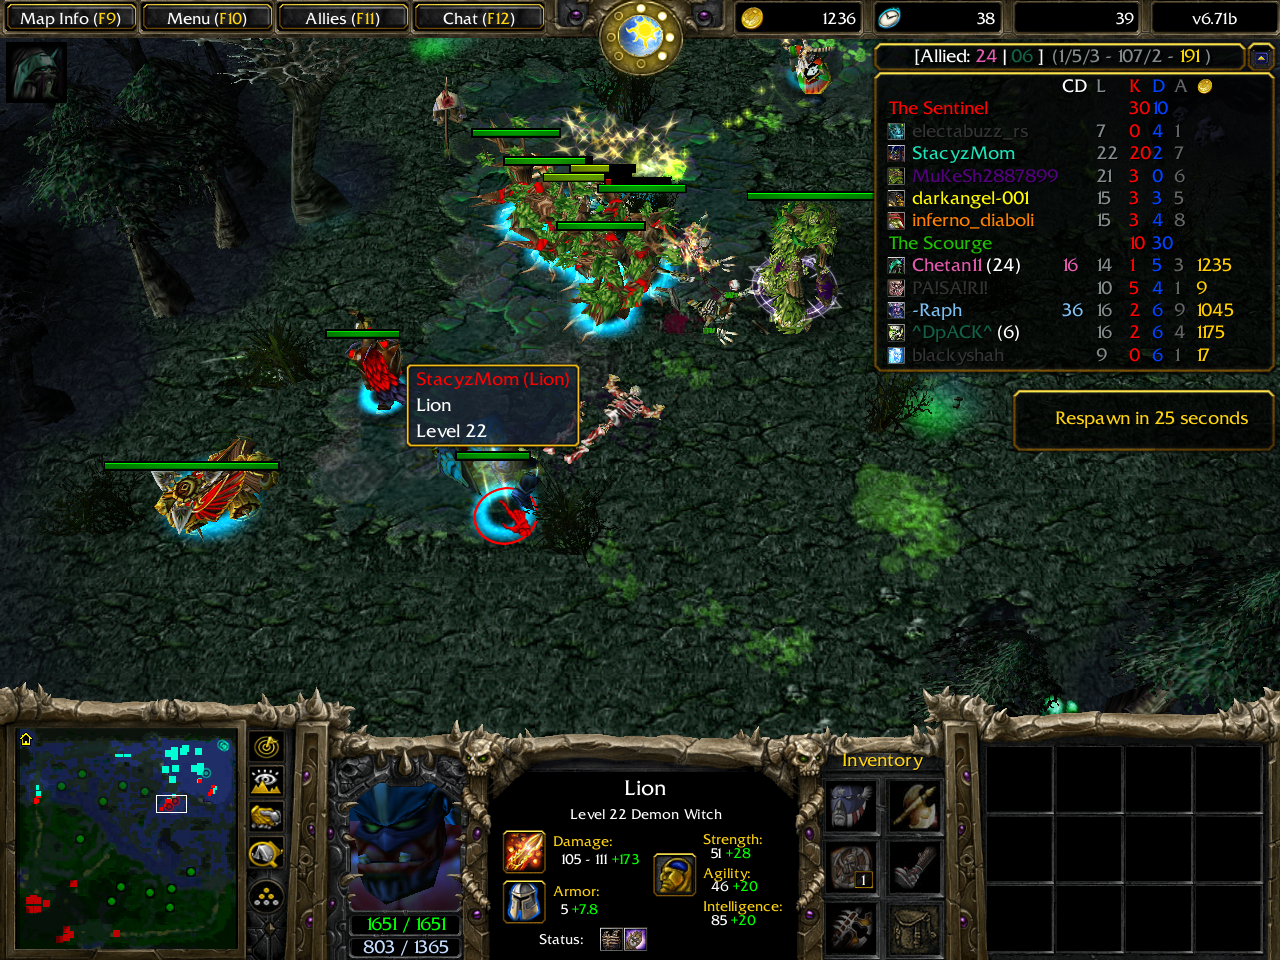 Map Info (F9) Menu (F10) Allies (F11) Chat (F12) 1236 38 39 v6.71b
[Allied: 24 | 06 ] (1/5/3 - 107/2 - 191 )
CD L K D A
The Sentinel 30 10
electabuzz_rs 7 0 4 1
StacyzMom 22 20 2 7
MuKeSh2887899 21 3 0 6
darkangel-001 15 3 3 5
inferno_diaboli 15 3 4 8
The Scourge 10 30
Chetan11 (24) 16 14 1 5 3 1235
PA!SA!R!! 10 5 4 1 9
-Raph 36 16 2 6 9 1045
^DpACK^ (6) 16 2 6 4 1175
blackyshah 9 0 6 1 17
StacyzMom (Lion)
Lion
Level 22
Respawn in 25 seconds
Lion
Level 22 Demon Witch
Damage:
105 - 111 +173
Armor:
5 +7.8
Status:
Strength:
51 +28
Agility:
46 +20
Intelligence:
85 +20
1651 / 1651
803 / 1365
Inventory
1